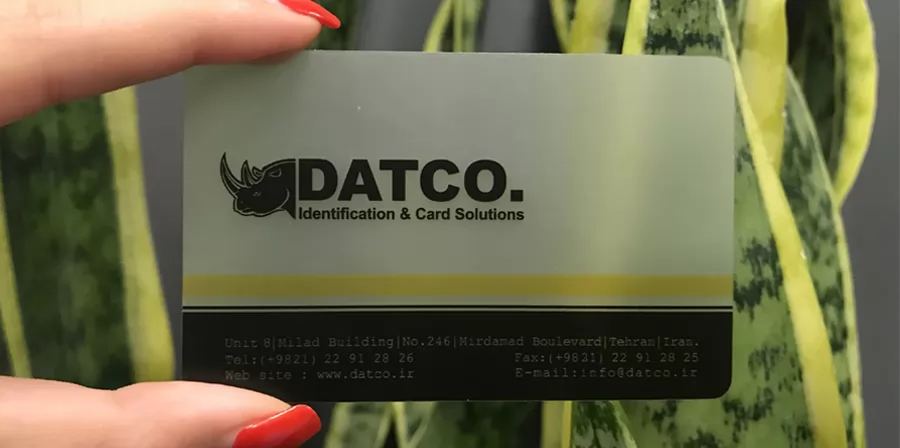 DATCO.
Identification & Card Solutions
Unit 8|Milad Building|No.246|Mirdamad Boulevard|Tehran|Iran.
Tel:(+9821) 22 91 28 26 Fax:(+9821) 22 91 28 25
Web site : www.datco.ir E-mail:info@datco.ir